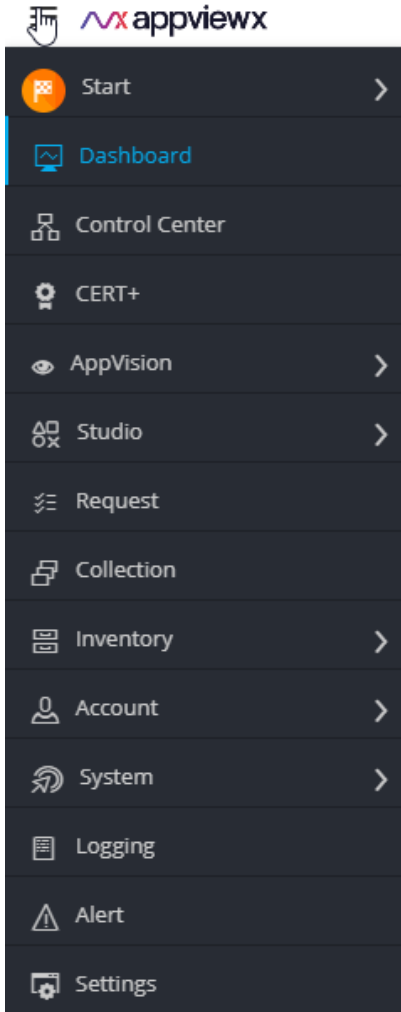 appviewx
Start
Dashboard
Control Center
CERT+
AppVision
Studio
Request
Collection
Inventory
Account
System
Logging
Alert
Settings